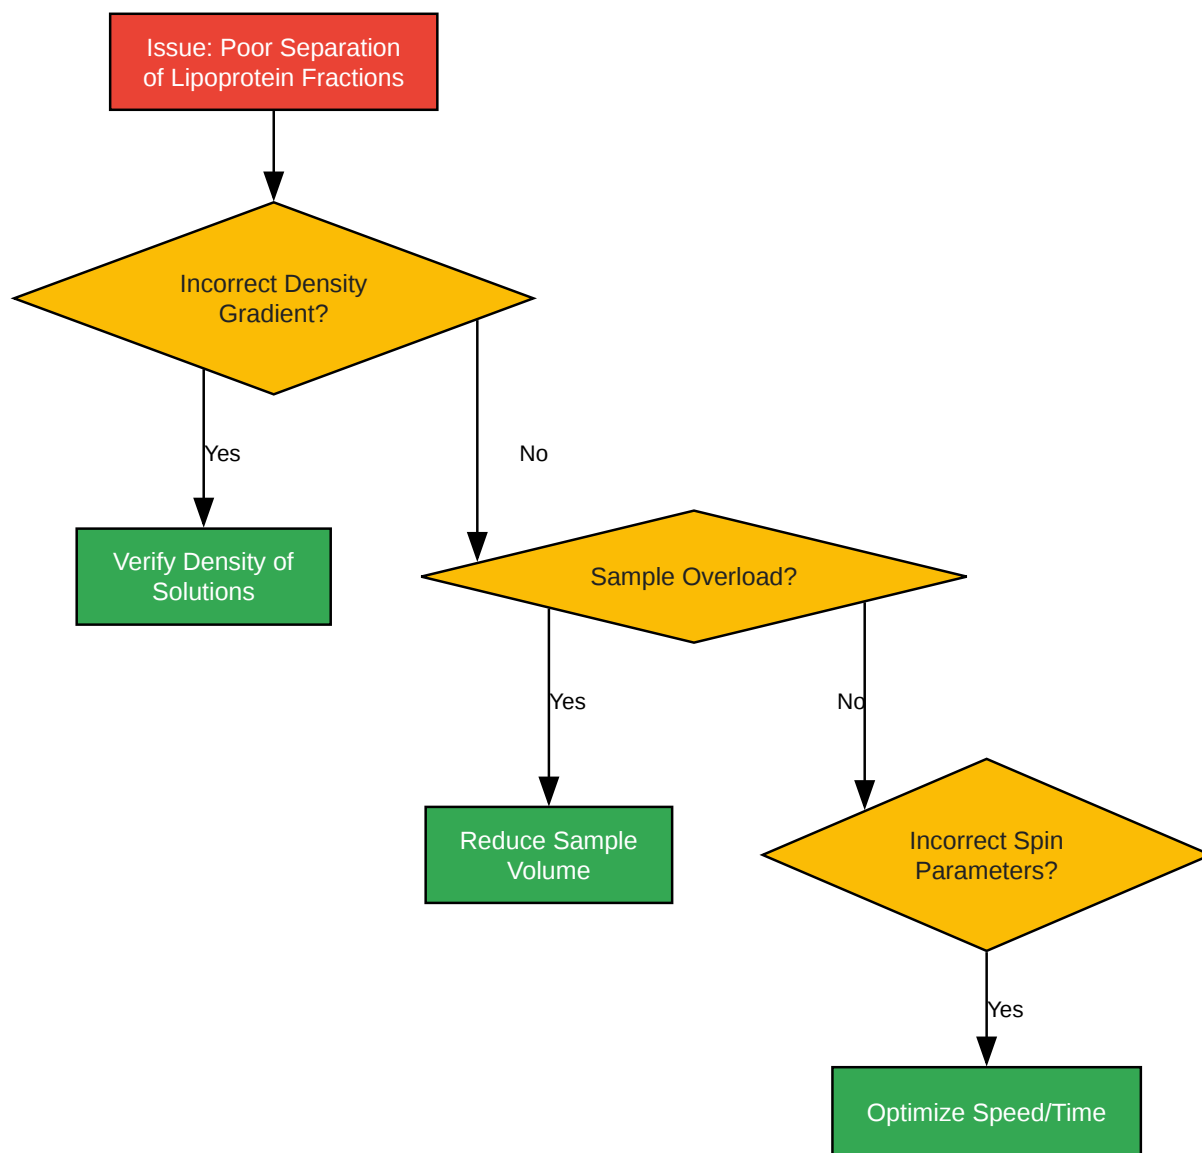 Issue: Poor Separation
of Lipoprotein Fractions
Incorrect Density
Gradient?
Yes
No
Verify Density of
Solutions
Sample Overload?
Yes
No
Reduce Sample
Volume
Incorrect Spin
Parameters?
Yes
Optimize Speed/Time